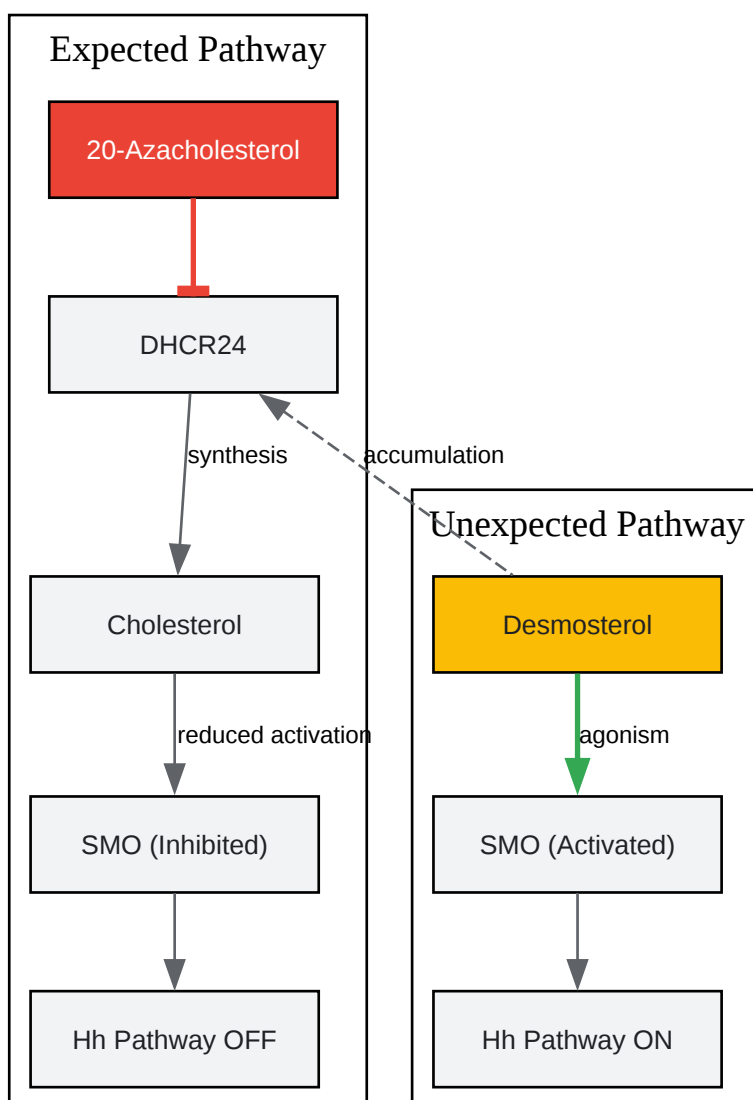 Expected Pathway
20-Azacholesterol
DHCR24
synthesis
accumulation
Unexpected Pathway
Cholesterol
Desmosterol
reduced activation
agonism
SMO (Inhibited)
SMO (Activated)
Hh Pathway OFF
Hh Pathway ON